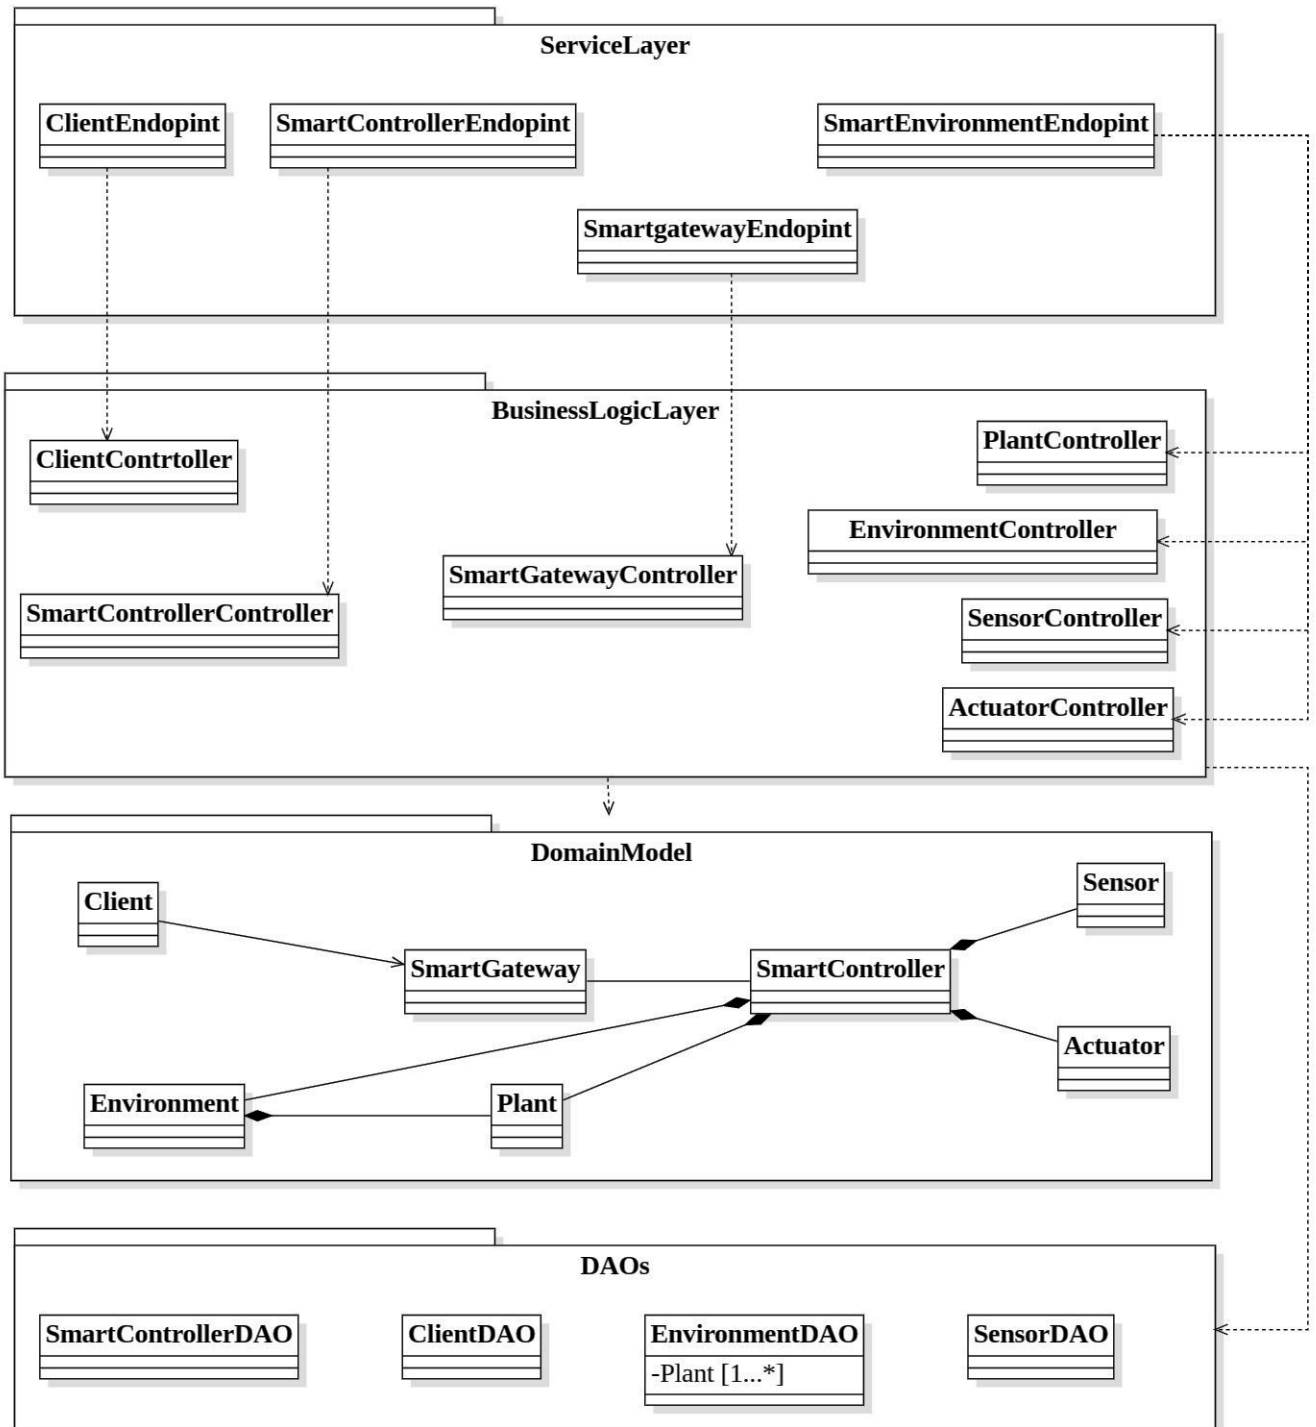 ServiceLayer
ClientEndopint
SmartControllerEndopint
SmartEnvironmentEndopint
SmartgatewayEndopint
BusinessLogicLayer
ClientContrtoller
PlantController
EnvironmentController
SmartGatewayController
SmartControllerController
SensorController
ActuatorController
DomainModel
Client
Sensor
SmartGateway
SmartController
Actuator
Environment
Plant
DAOs
SmartControllerDAO
ClientDAO
EnvironmentDAO
-Plant [1...*]
SensorDAO